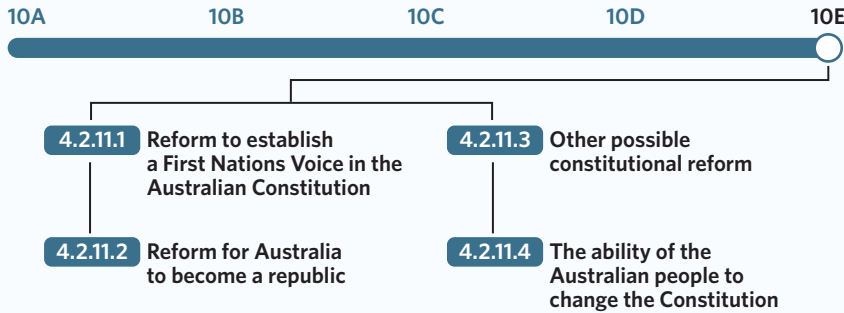 10A 10B 10C 10D 10E
4.2.11.1 Reform to establish
a First Nations Voice in the
Australian Constitution
4.2.11.2 Reform for Australia
to become a republic
4.2.11.3 Other possible
constitutional reform
4.2.11.4 The ability of the
Australian people to
change the Constitution